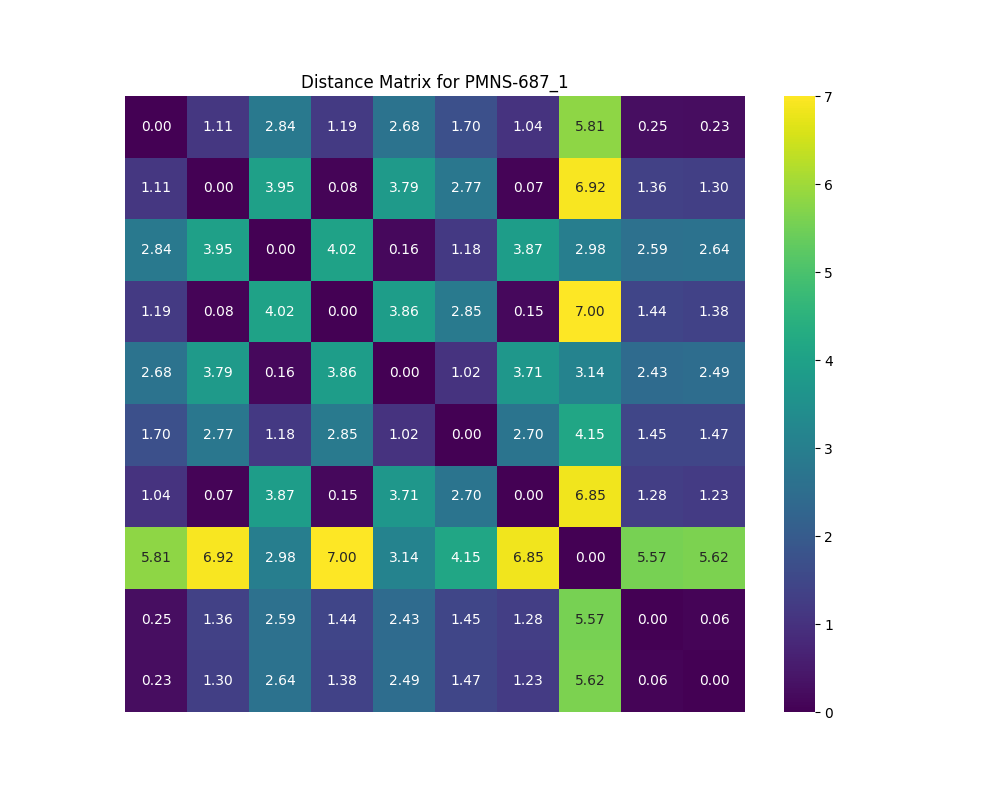 Distance Matrix for PMNS-687_1
0.00 1.11 2.84 1.19 2.68 1.70 1.04 5.81 0.25 0.23
1.11 0.00 3.95 0.08 3.79 2.77 0.07 6.92 1.36 1.30
2.84 3.95 0.00 4.02 0.16 1.18 3.87 2.98 2.59 2.64
1.19 0.08 4.02 0.00 3.86 2.85 0.15 7.00 1.44 1.38
2.68 3.79 0.16 3.86 0.00 1.02 3.71 3.14 2.43 2.49
1.70 2.77 1.18 2.85 1.02 0.00 2.70 4.15 1.45 1.47
1.04 0.07 3.87 0.15 3.71 2.70 0.00 6.85 1.28 1.23
5.81 6.92 2.98 7.00 3.14 4.15 6.85 0.00 5.57 5.62
0.25 1.36 2.59 1.44 2.43 1.45 1.28 5.57 0.00 0.06
0.23 1.30 2.64 1.38 2.49 1.47 1.23 5.62 0.06 0.00
7
6
5
4
3
2
1
0